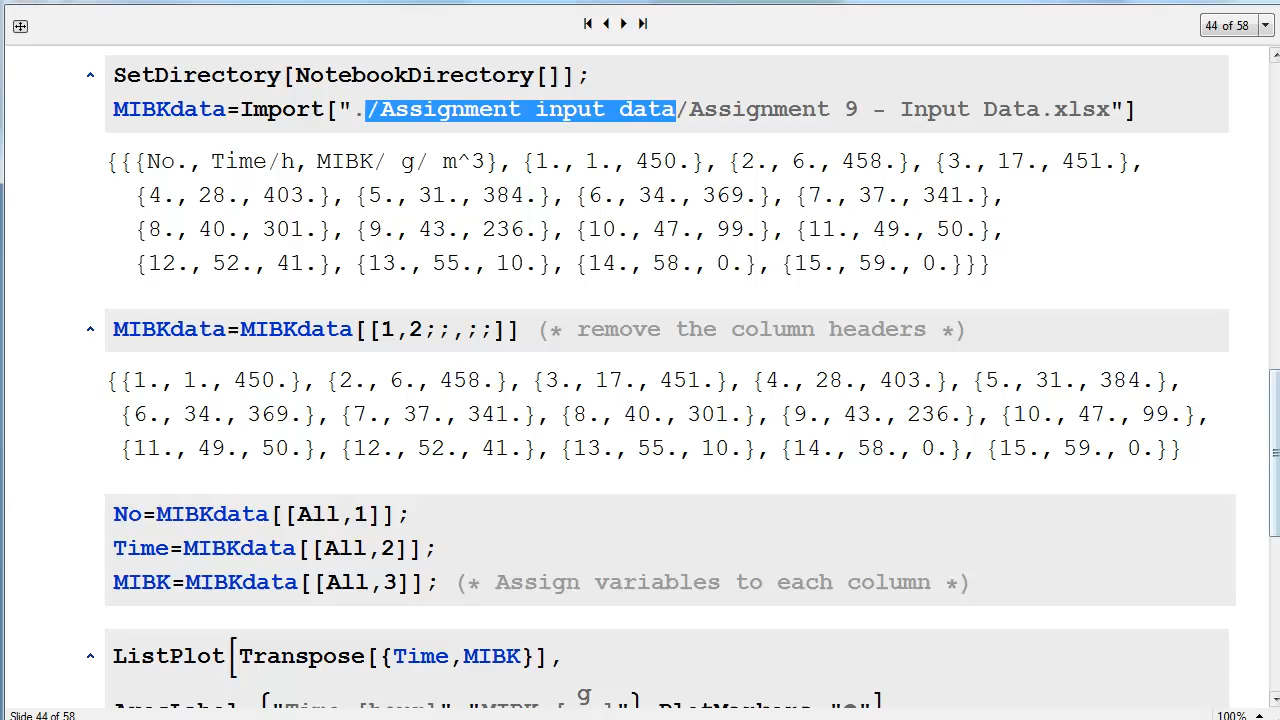 44 of 58
SetDirectory[NotebookDirectory[]];
MIBKdata=Import["./Assignment input data/Assignment 9 - Input Data.xlsx"]
{{{No., Time/h, MIBK/ g/ m^3}, {1., 1., 450.}, {2., 6., 458.}, {3., 17., 451.},
{4., 28., 403.}, {5., 31., 384.}, {6., 34., 369.}, {7., 37., 341.},
{8., 40., 301.}, {9., 43., 236.}, {10., 47., 99.}, {11., 49., 50.},
{12., 52., 41.}, {13., 55., 10.}, {14., 58., 0.}, {15., 59., 0.}}}
MIBKdata=MIBKdata[[1,2;;,;;]] (* remove the column headers *)
{{1., 1., 450.}, {2., 6., 458.}, {3., 17., 451.}, {4., 28., 403.}, {5., 31., 384.},
{6., 34., 369.}, {7., 37., 341.}, {8., 40., 301.}, {9., 43., 236.}, {10., 47., 99.},
{11., 49., 50.}, {12., 52., 41.}, {13., 55., 10.}, {14., 58., 0.}, {15., 59., 0.}}
No=MIBKdata[[All,1]];
Time=MIBKdata[[All,2]];
MIBK=MIBKdata[[All,3]]; (* Assign variables to each column *)
ListPlot[Transpose[{Time,MIBK}],
g
Slide 44 of 58
100%